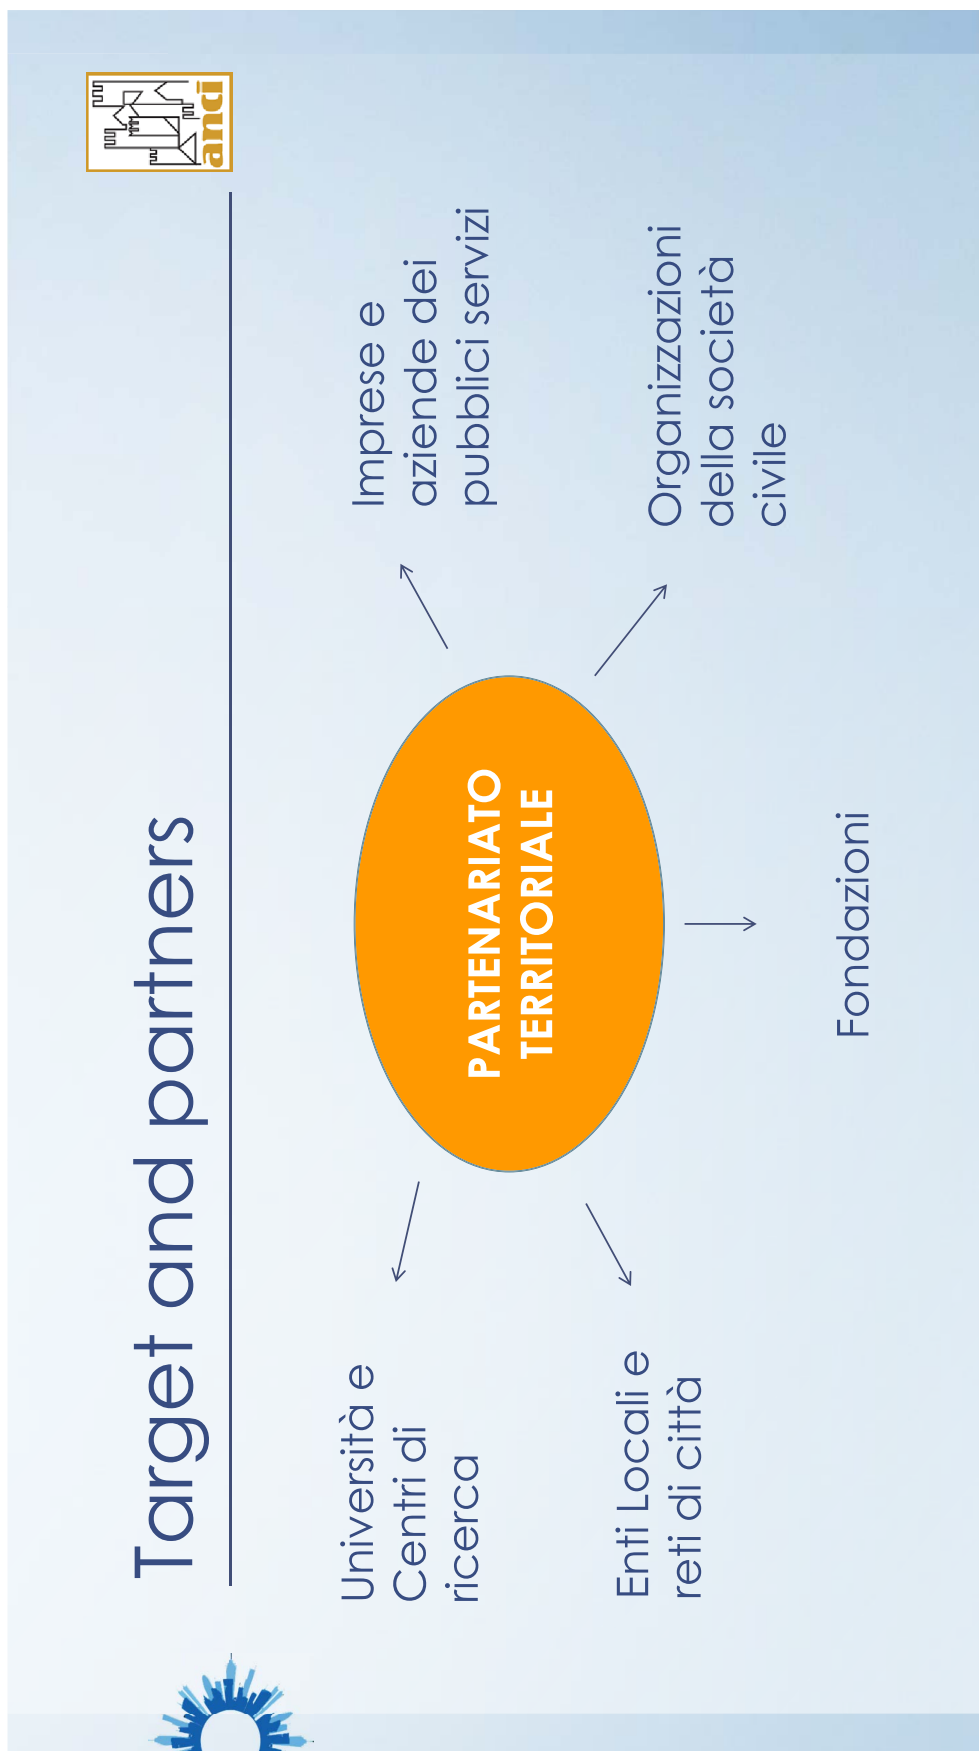 Target and partners
anci
Università e
Centri di
ricerca
Imprese e
aziende dei
pubblici servizi
PARTENARIATO
TERRITORIALE
Enti Locali e
reti di città
Organizzazioni
della società
civile
Fondazioni